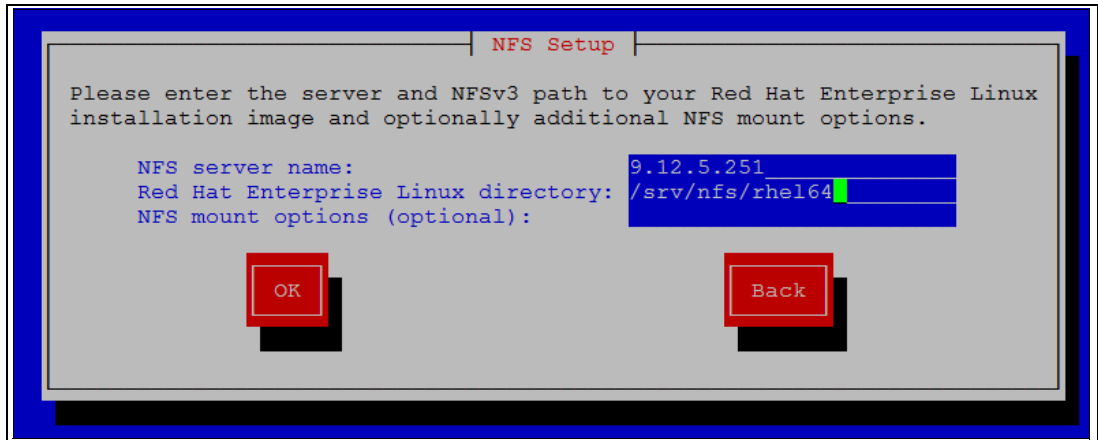 NFS Setup
Please enter the server and NFSv3 path to your Red Hat Enterprise Linux
installation image and optionally additional NFS mount options.
NFS server name: 9.12.5.251
Red Hat Enterprise Linux directory: /srv/nfs/rhel64
NFS mount options (optional):
OK Back